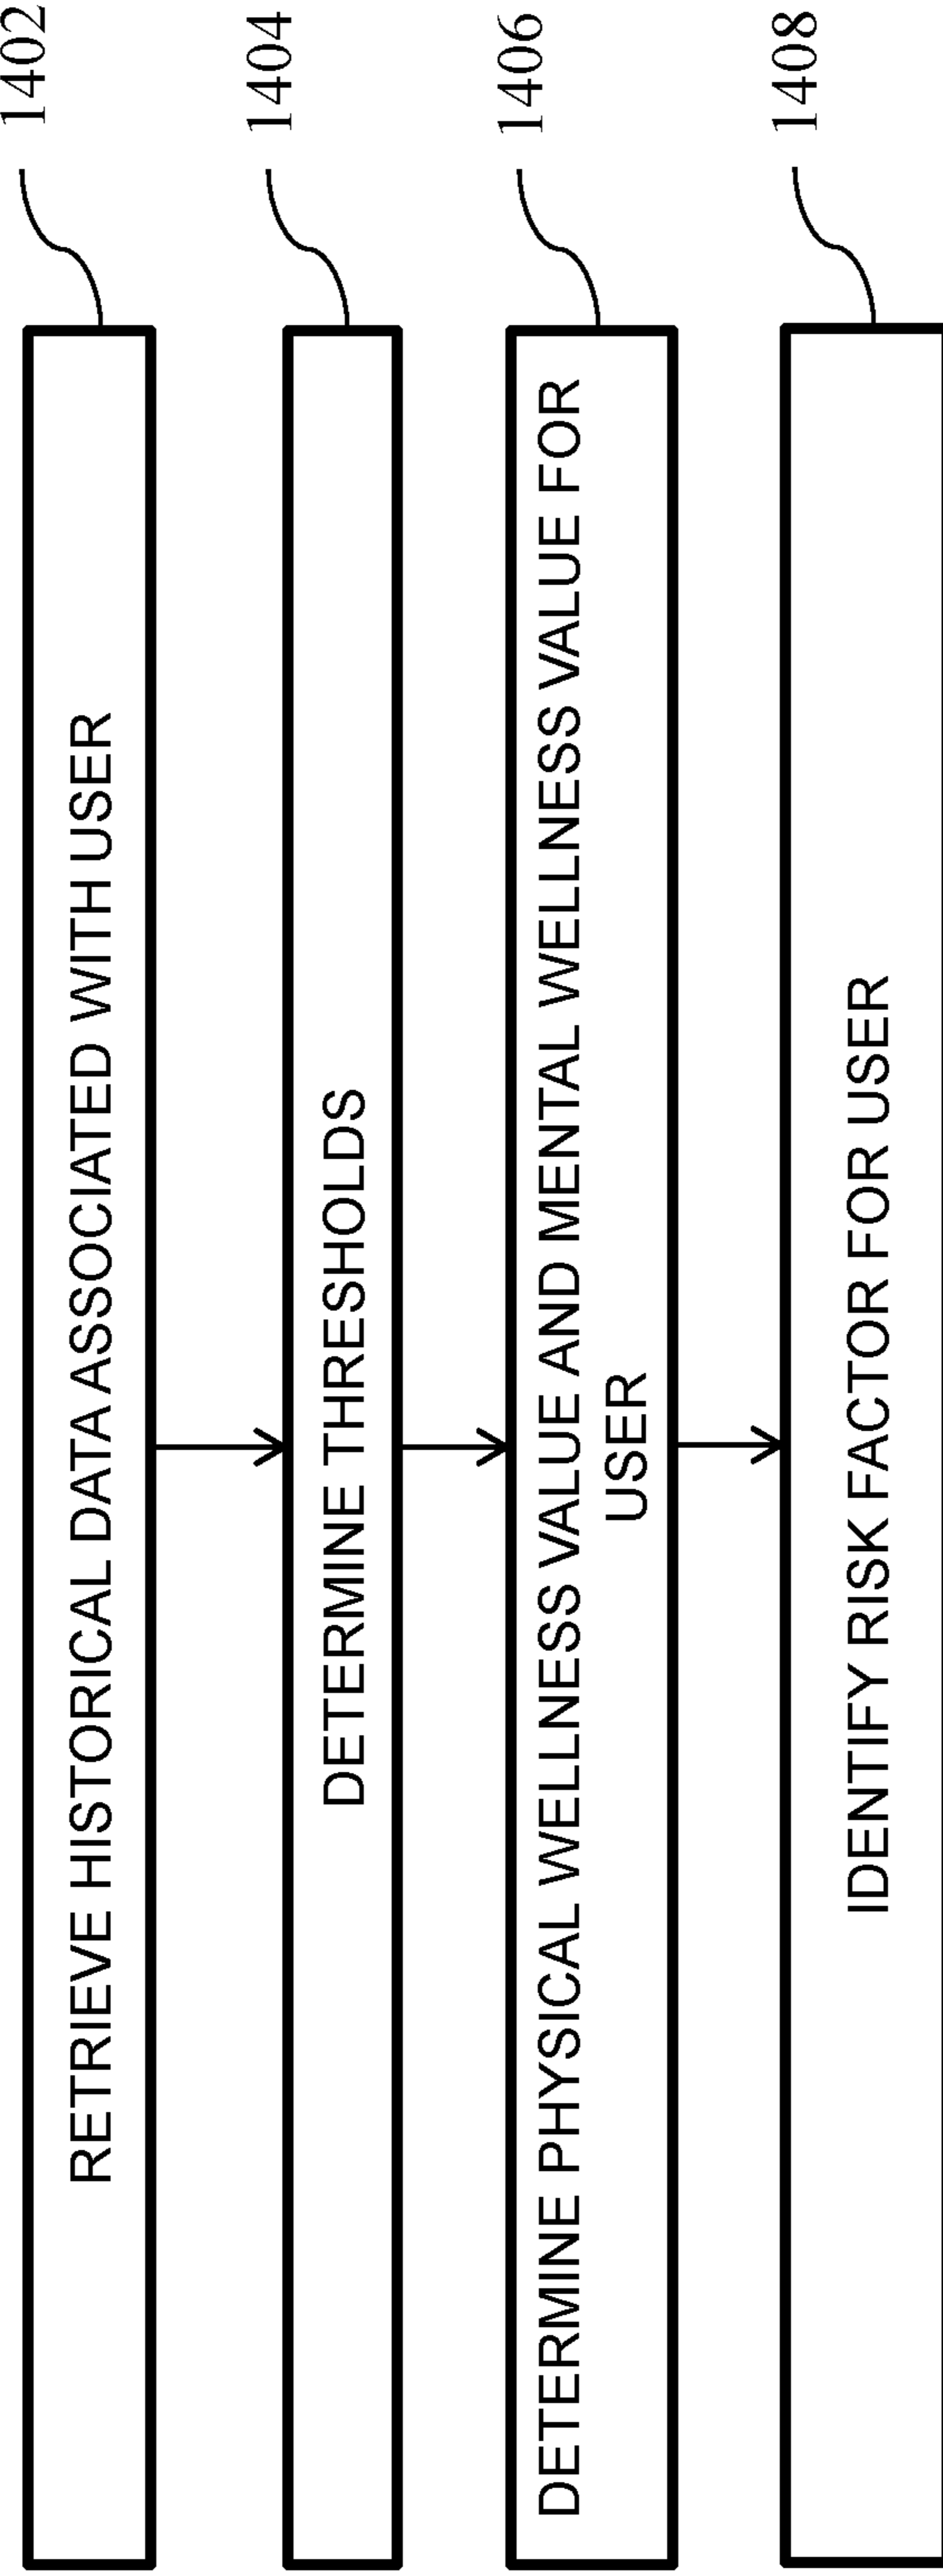 RETRIEVE HISTORICAL DATA ASSOCIATED WITH USER
1402
DETERMINE THRESHOLDS
1404
DETERMINE PHYSICAL WELLNESS VALUE AND MENTAL WELLNESS VALUE FOR
USER
1406
IDENTIFY RISK FACTOR FOR USER
1408